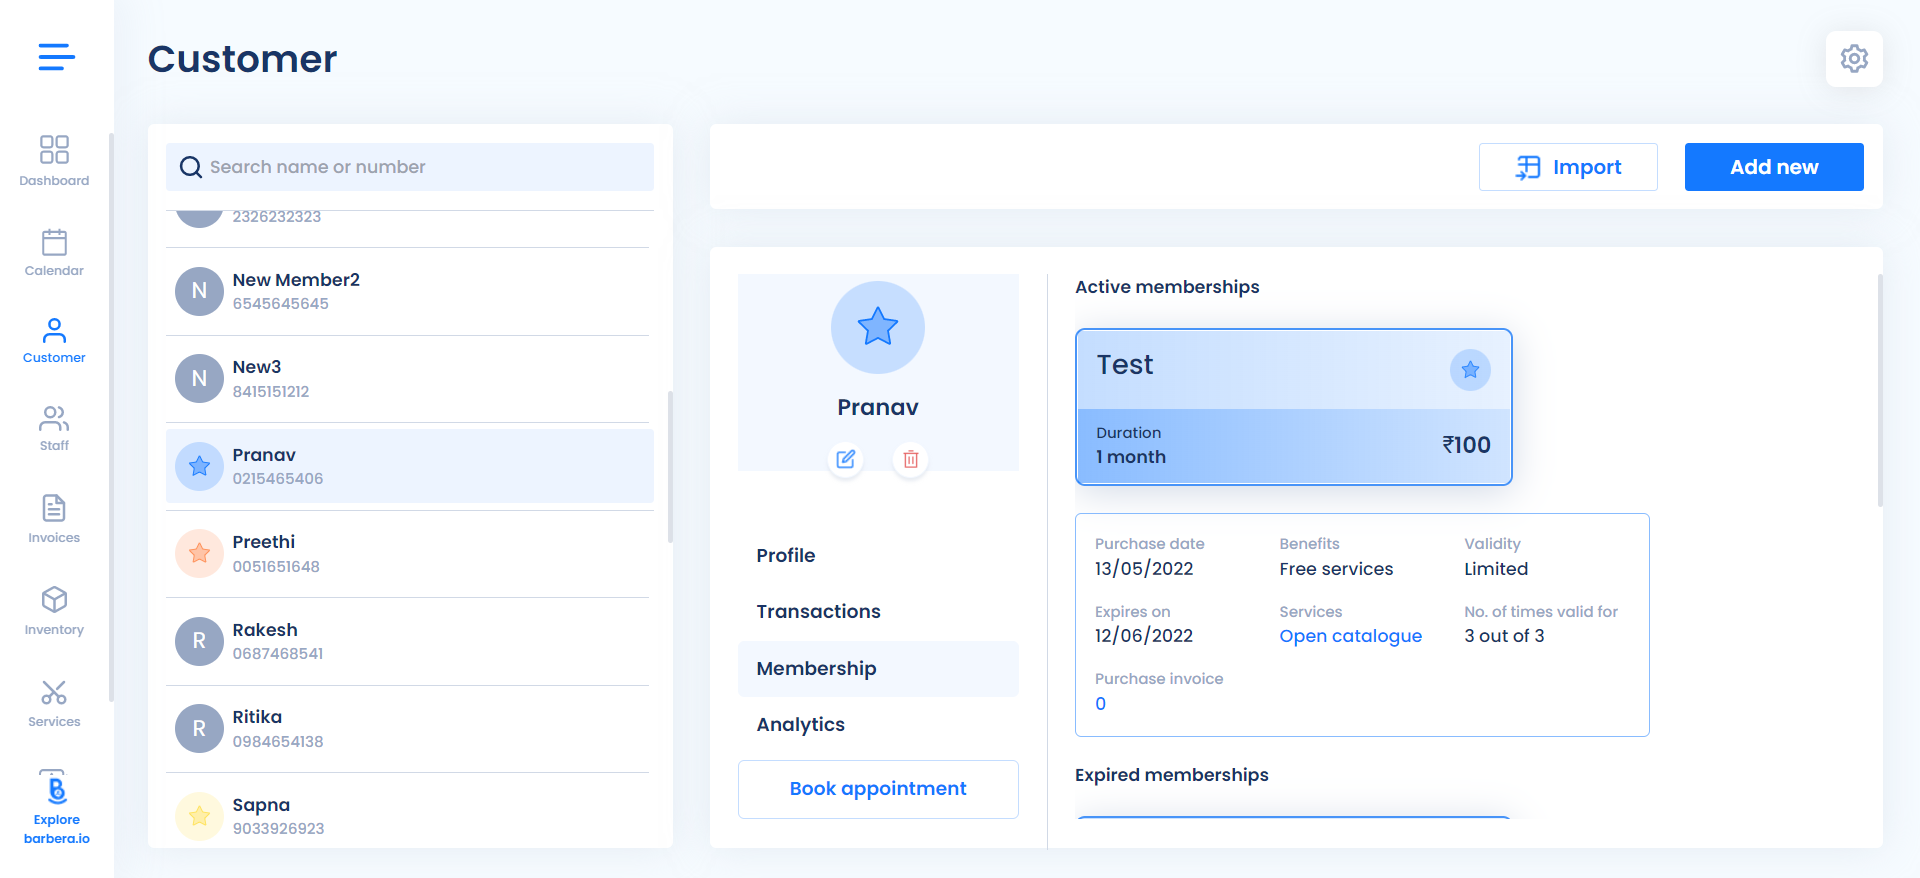 Customer
Dashboard
Calendar
Customer
Staff
Invoices
Inventory
Services
Explore
barbera.io
Search name or number
2326232323
N
New Member2
6545645645
N
New3
8415151212
Pranav
0215465406
Preethi
0051651648
R
Rakesh
0687468541
R
Ritika
0984654138
Sapna
9033926923
Import
Add new
Pranav
Profile
Transactions
Membership
Analytics
Book appointment
Active memberships
Test
Duration
1 month
₹100
Purchase date
13/05/2022
Benefits
Free services
Validity
Limited
Expires on
12/06/2022
Services
Open catalogue
No. of times valid for
3 out of 3
Purchase invoice
0
Expired memberships